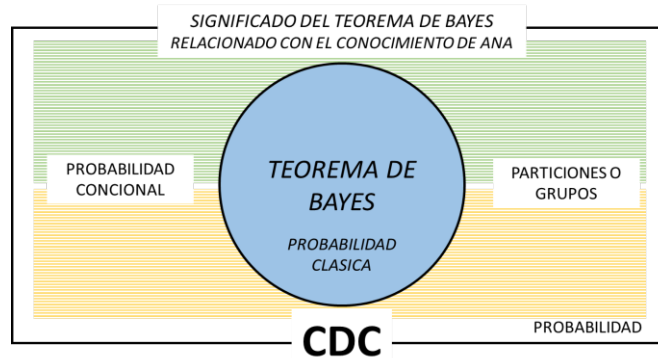 SIGNIFICADO DEL TEOREMA DE BAYES
RELACIONADO CON EL CONOCIMIENTO DE ANA
PROBABILIDAD
CONCIONAL
TEOREMA DE
BAYES
PROBABILIDAD
CLASICA
PARTICIONES O
GRUPOS
CDC
PROBABILIDAD